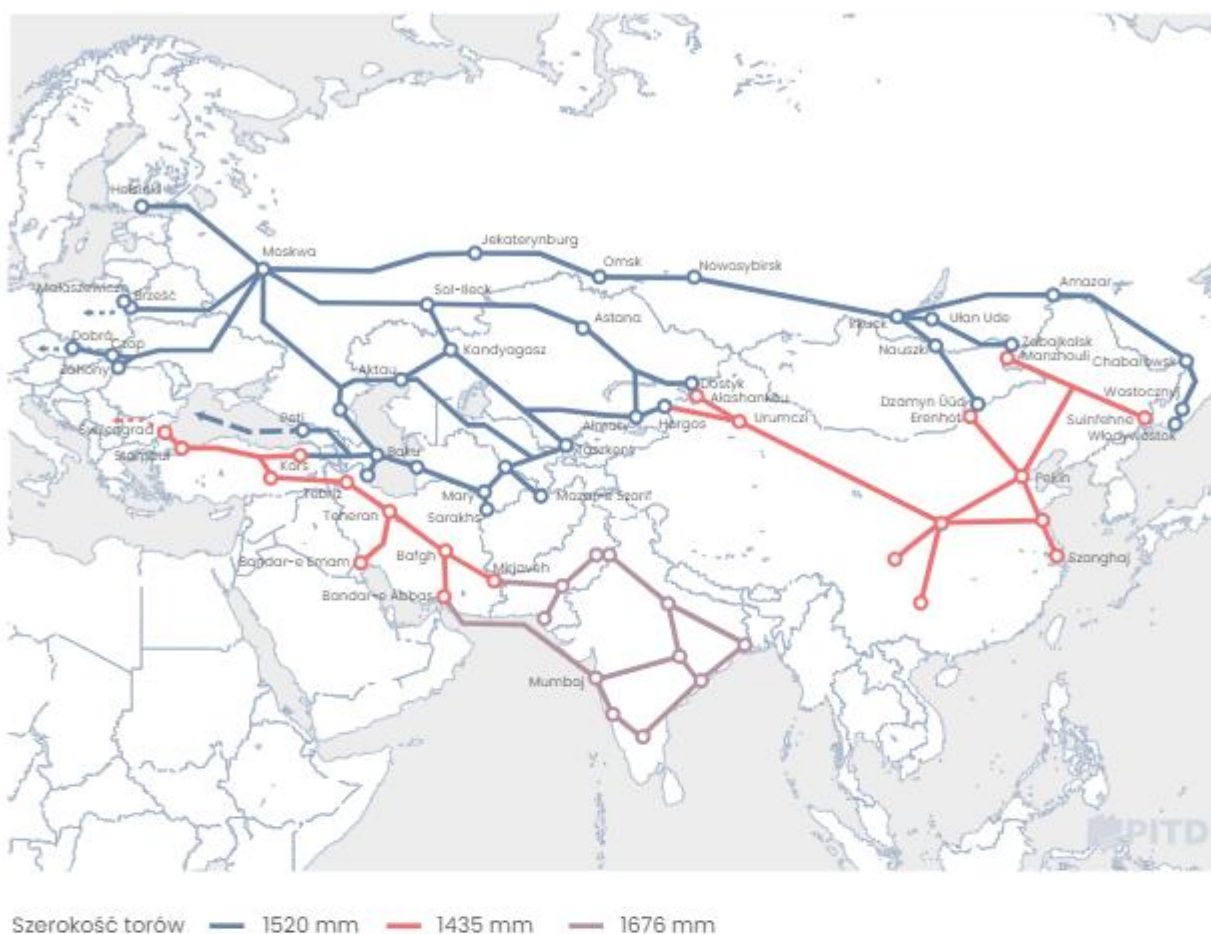 Helsinki
Moskwa
Jekaterynburg
Omsk
Nowosybirsk
Małaszewicze
Brześć
Sol-Ileck
Amazar
Irkuck
Ułan Ude
Astana
Dobra
Czop
Zahony
Kandyagasz
Nauszki
Zabajkalsk
Manzhouli
Chabarowsk
Aktau
Dostyk
Alashankou
Dzamyn Üüd
Erenhot
Wostoczny
Suinfehne
Władywostok
Poti
Swilengrad
Stambuł
Ałmaty
Horgos
Urumczi
Kars
Baku
Taszkent
Pekin
Tebriz
Mary
Mazar-e Szarif
Teheran
Sarakhs
Bandar-e Emam
Bafgh
Mirjaveh
Szanghaj
Bandar-e Abbas
Mumbaj
PITD
Szerokość torów 1520 mm 1435 mm 1676 mm